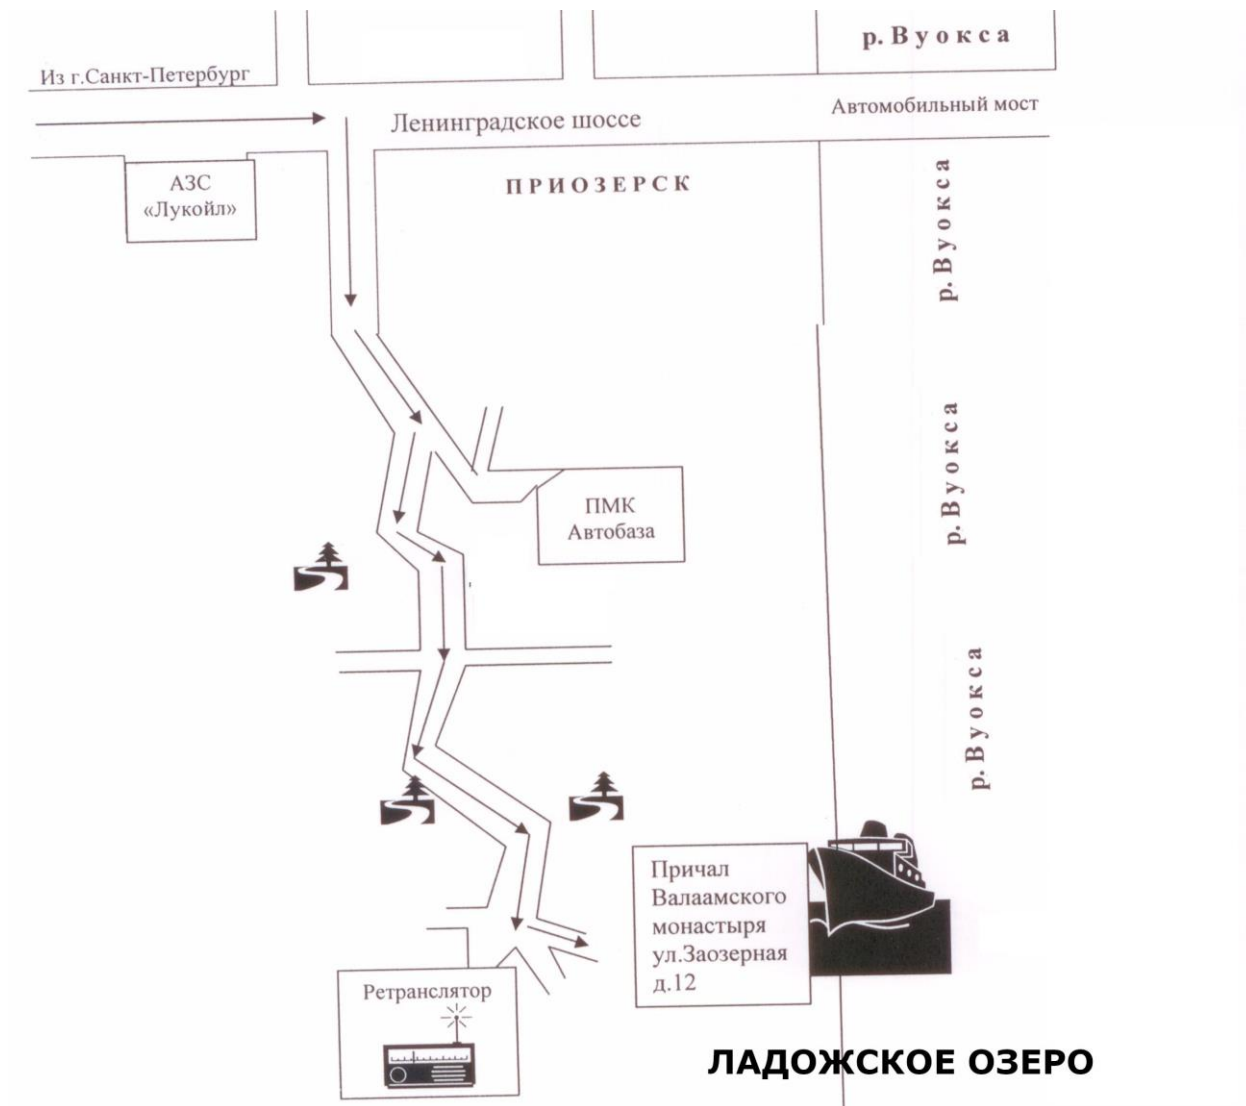 р. Вуокса
Из г.Санкт-Петербург
Автомобильный мост
Ленинградское шоссе
АЗС
«Лукойл»
ПРИОЗЕРСК
р. Вуокса
р. Вуокса
ПМК
Автобаза
р. Вуокса
Причал
Валаамского
монастыря
ул.Заозерная
д.12
Ретранслятор
ЛАДОЖСКОЕ ОЗЕРО